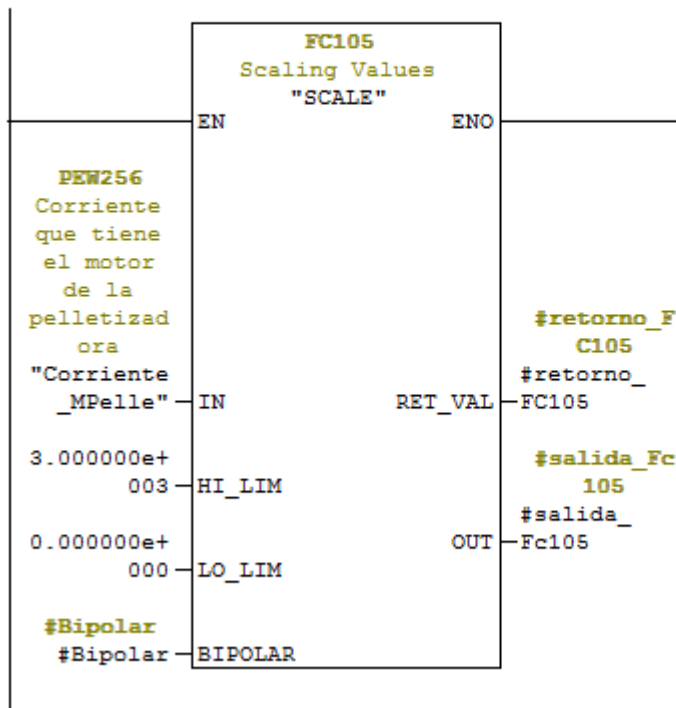 FC105
Scaling Values
"SCALE"
EN ENO
PEW256
Corriente
que tiene
el motor
de la
pelletizad
ora
"Corriente
_MPelle"
IN
#retorno_F
C105
#retorno_
RET_VAL FC105
3.000000e+
003 HI_LIM
#salida_Fc
105
#salida_
OUT Fc105
0.000000e+
000 LO_LIM
#Bipolar
#Bipolar BIPOLAR